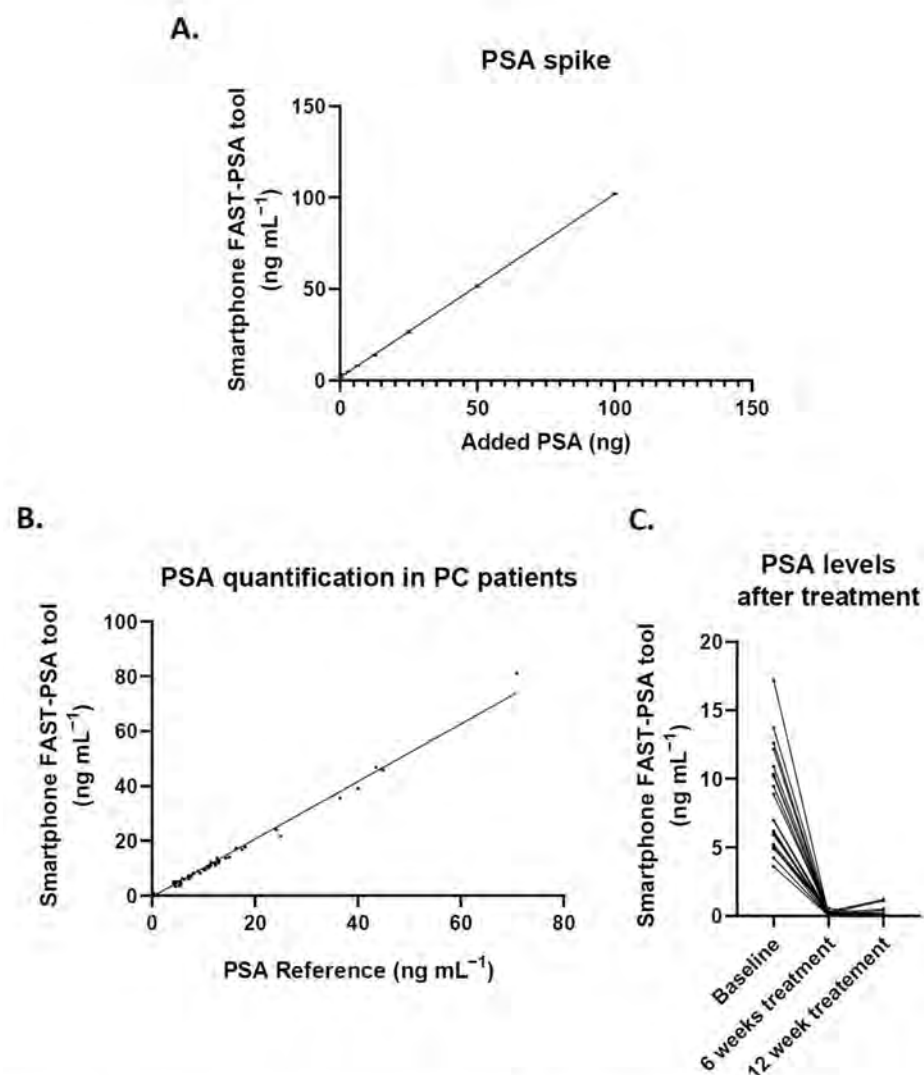 A.
PSA spike
Smartphone FAST-PSA tool
(ng mL⁻¹)
150
100
50
0
0 50 100 150
Added PSA (ng)
B.
PSA quantification in PC patients
Smartphone FAST-PSA tool
(ng mL⁻¹)
100
80
60
40
20
0
0 20 40 60 80
PSA Reference (ng mL⁻¹)
C.
PSA levels
after treatment
Smartphone FAST-PSA tool
(ng mL⁻¹)
20
15
10
5
0
Baseline
6 weeks treatment
12 week treatement